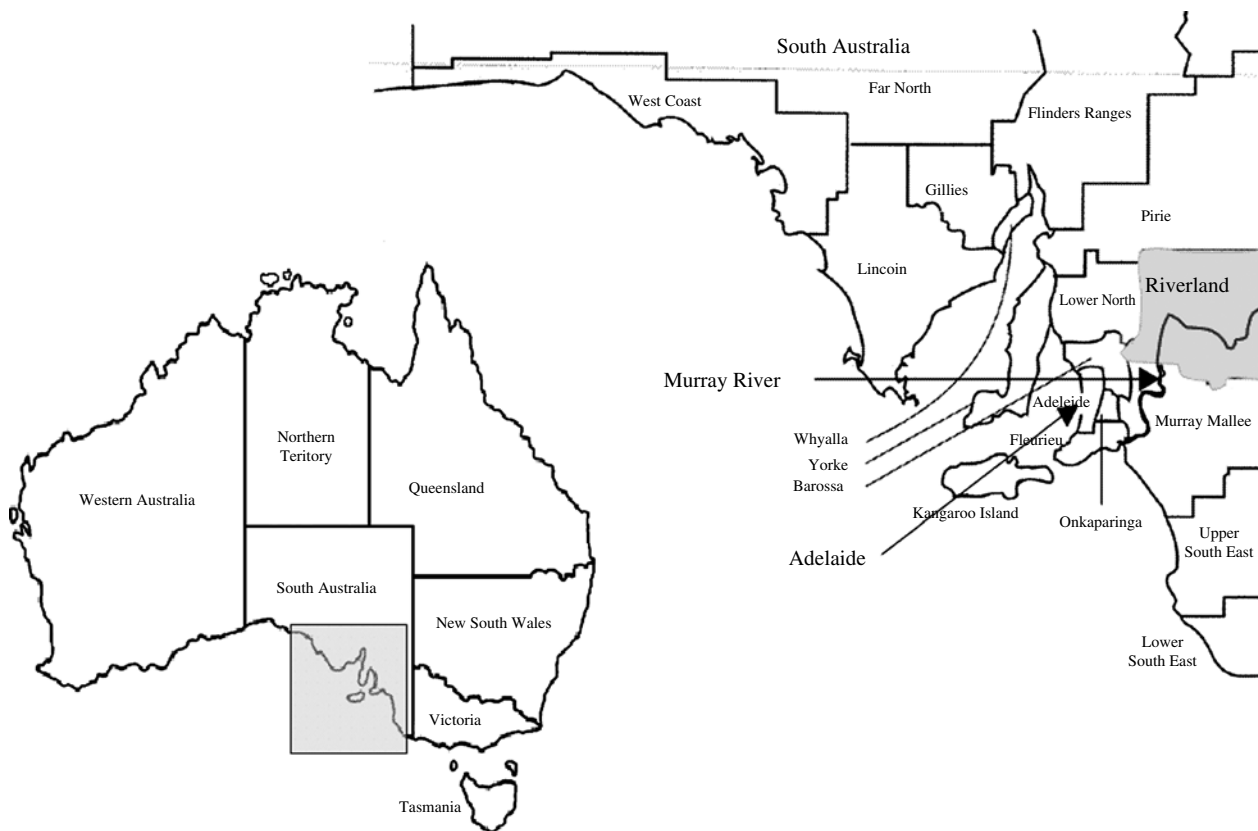 South Australia
Far North
West Coast
Flinders Ranges
Gillies
Pirie
Lincoin
Riverland
Lower North
Murray River
Adeleide
Murray Mallee
Whyalla
Fleurieu
Yorke
Barossa
Kangaroo Island
Onkaparinga
Adelaide
Upper
South East
Lower
South East
Northern
Teritory
Western Australia
Queensland
South Australia
New South Wales
Victoria
Tasmania